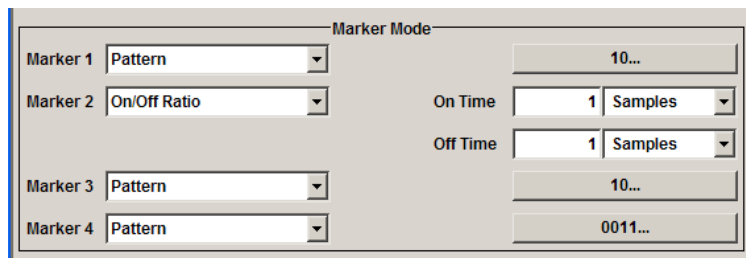 Marker Mode
Marker 1 Pattern 10...
Marker 2 On/Off Ratio On Time 1 Samples
Off Time 1 Samples
Marker 3 Pattern 10...
Marker 4 Pattern 0011...